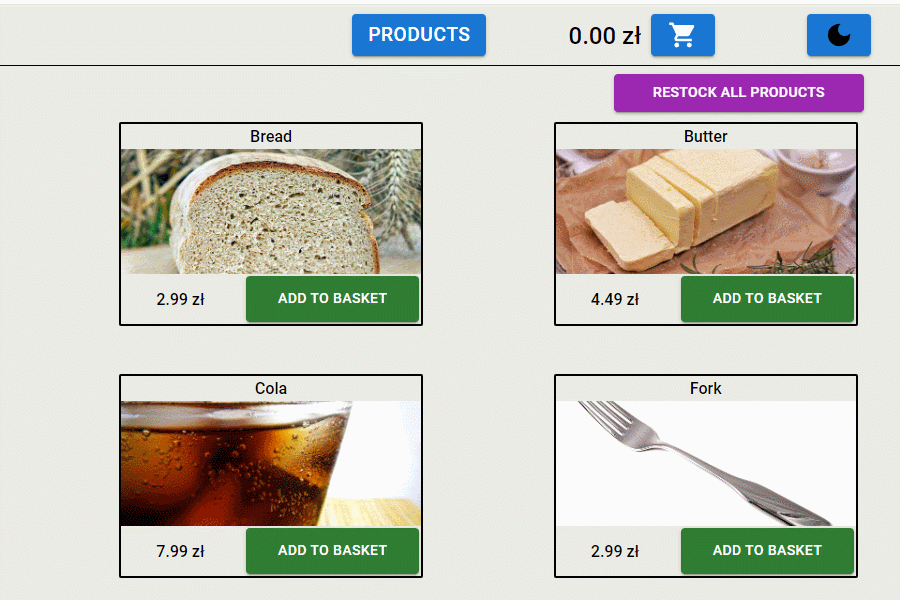 PRODUCTS
0.00 zł
RESTOCK ALL PRODUCTS
Bread
Butter
2.99 zł
ADD TO BASKET
4.49 zł
ADD TO BASKET
Cola
Fork
7.99 zł
ADD TO BASKET
2.99 zł
ADD TO BASKET